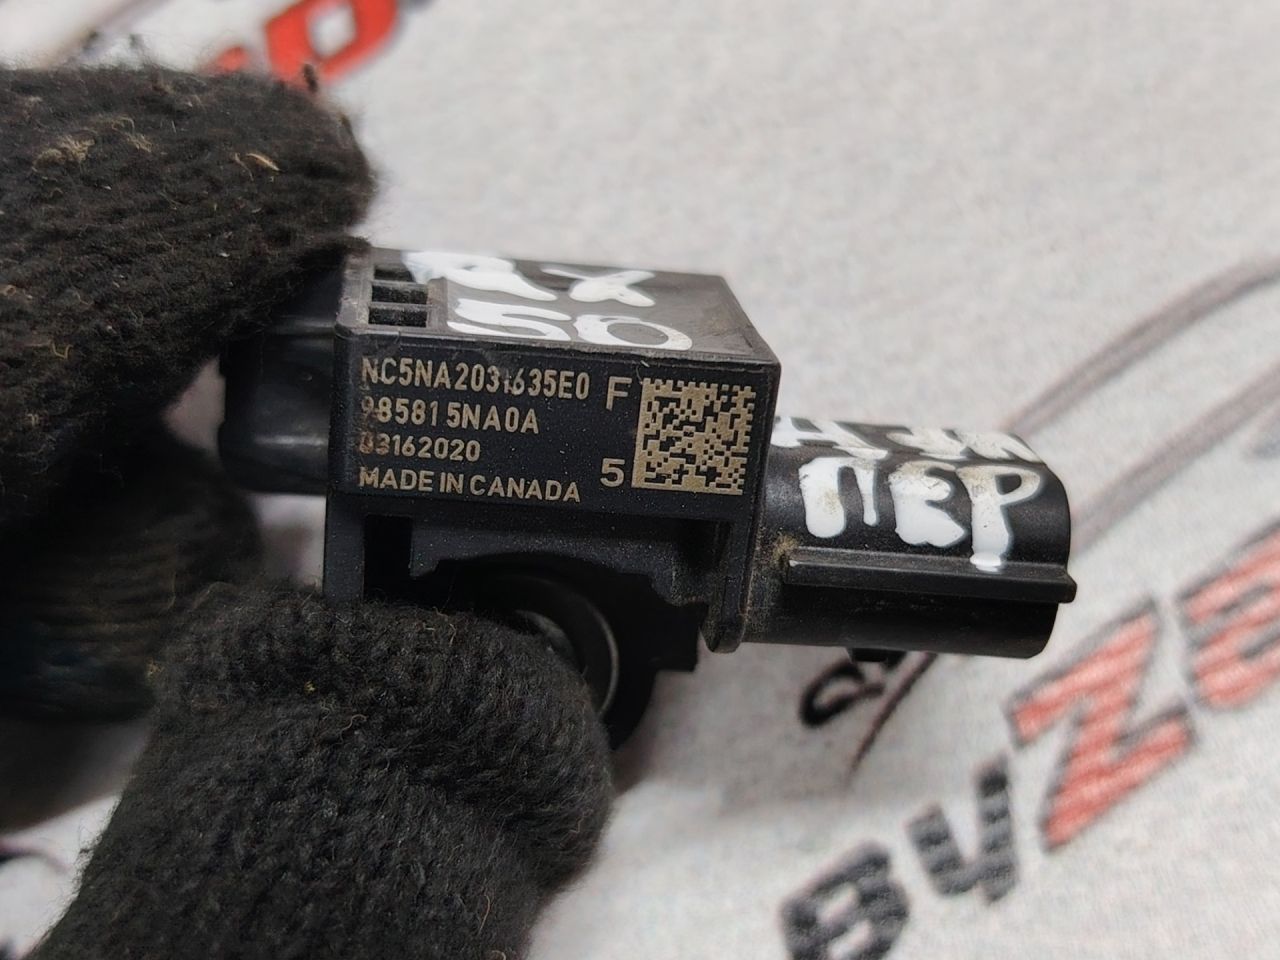 QX
50
NC5NA2031635E0 F
985815NA0A
03162020
5
MADE IN CANADA
ПЕР